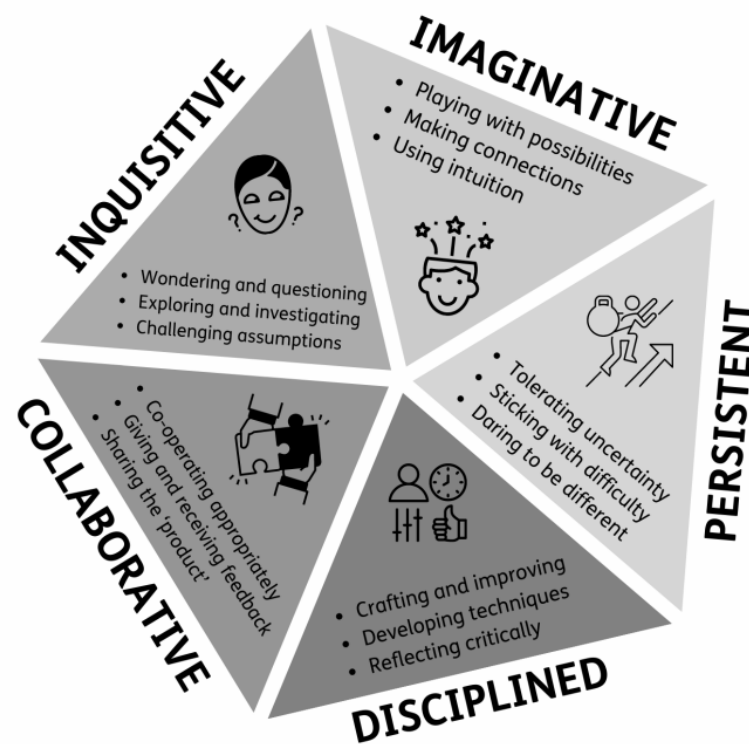 IMAGINATIVE
• Playing with possibilities
• Making connections
• Using intuition
PERSISTENT
• Tolerating uncertainty
• Sticking with difficulty
• Daring to be different
DISCIPLINED
• Crafting and improving
• Developing techniques
• Reflecting critically
COLLABORATIVE
• Co-operating appropriately
• Giving and receiving feedback
• Sharing the 'product'
INQUISITIVE
? ?
• Wondering and questioning
• Exploring and investigating
• Challenging assumptions